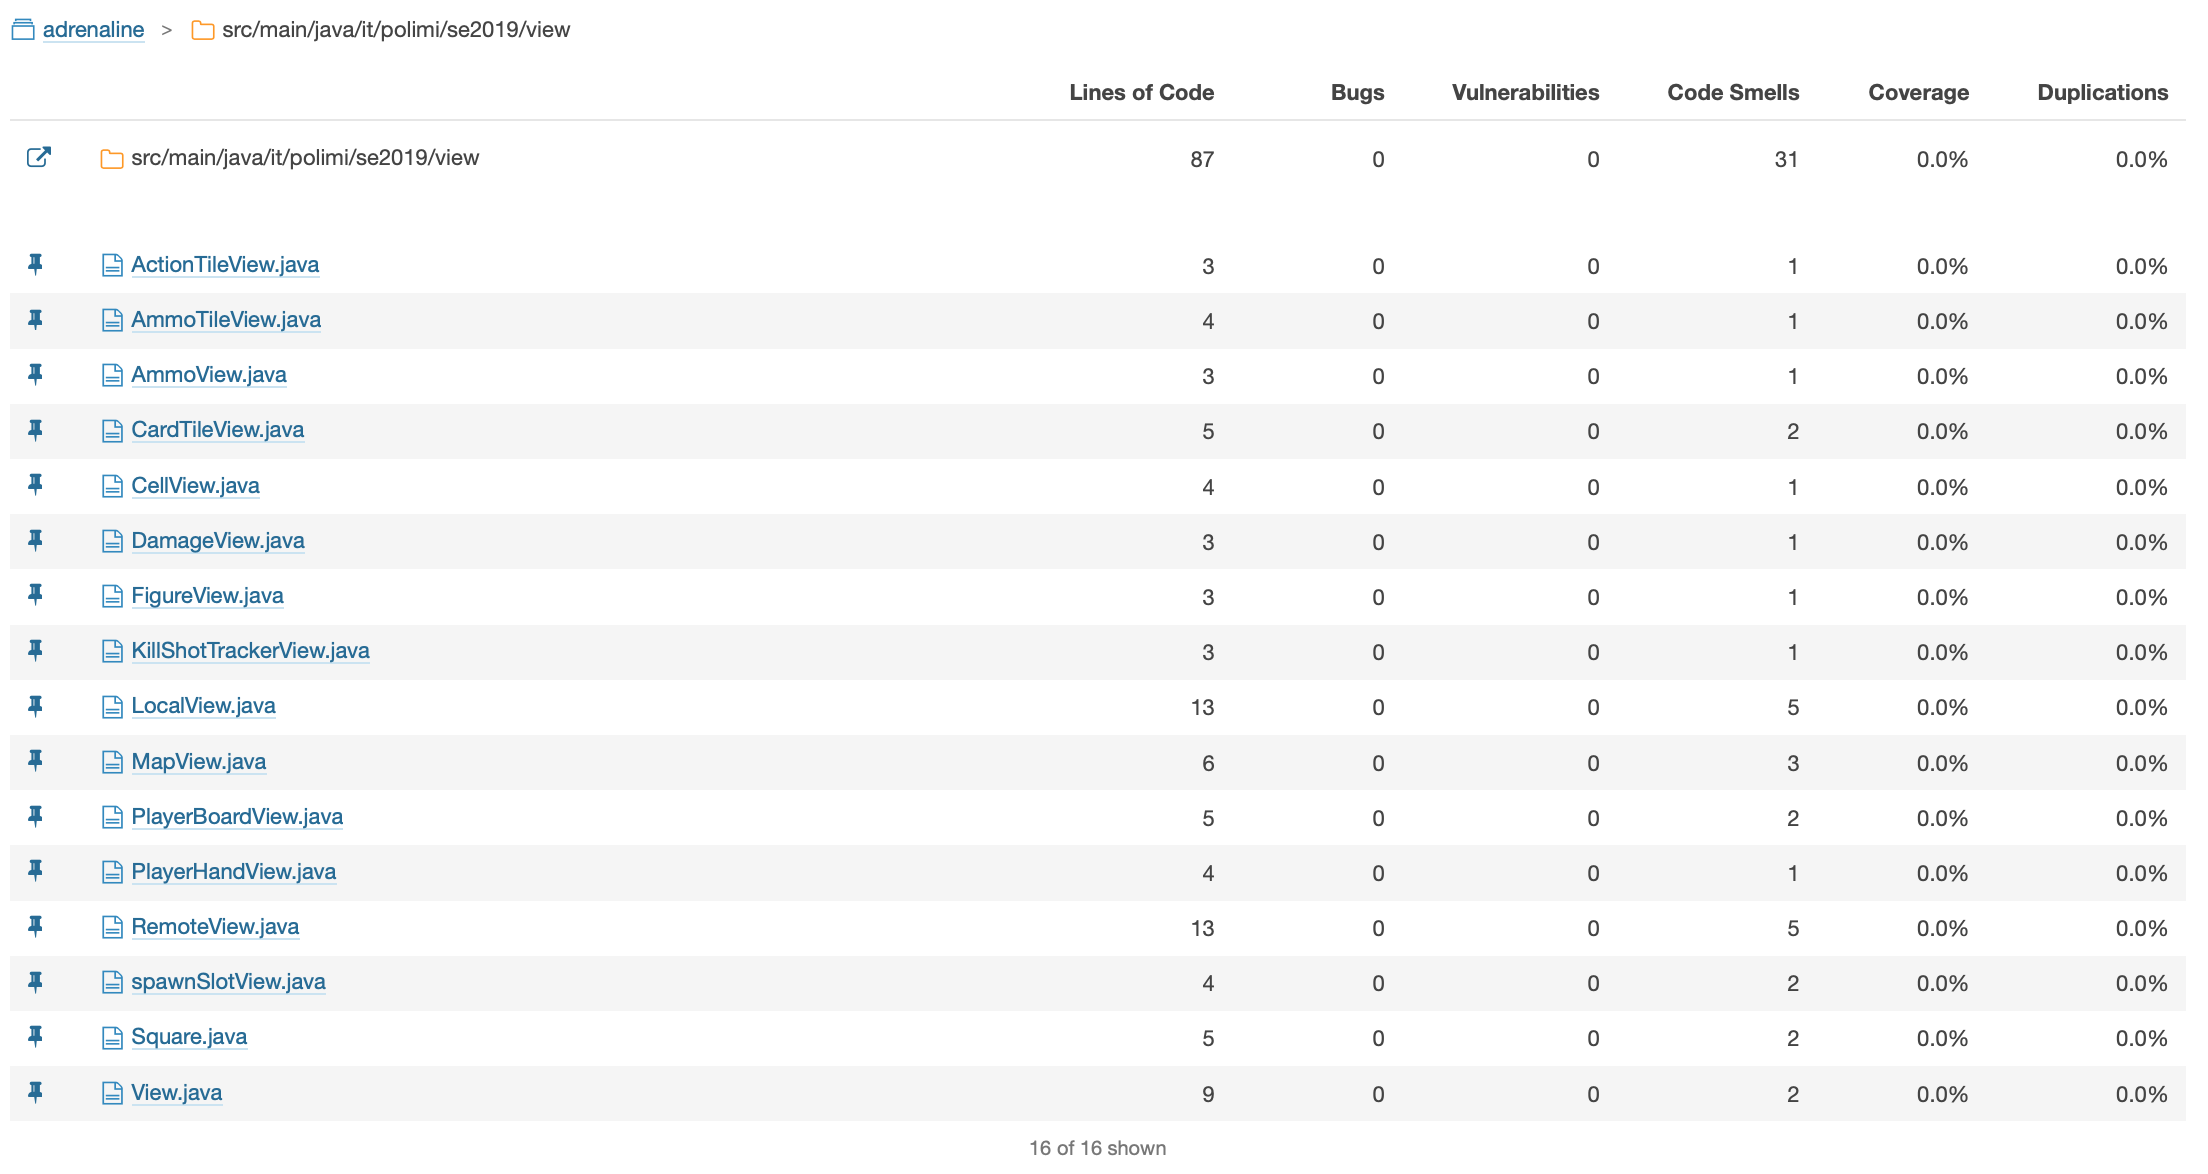 adrenaline > src/main/java/it/polimi/se2019/view
Lines of Code Bugs Vulnerabilities Code Smells Coverage Duplications
src/main/java/it/polimi/se2019/view 87 0 0 31 0.0% 0.0%
ActionTileView.java 3 0 0 1 0.0% 0.0%
AmmoTileView.java 4 0 0 1 0.0% 0.0%
AmmoView.java 3 0 0 1 0.0% 0.0%
CardTileView.java 5 0 0 2 0.0% 0.0%
CellView.java 4 0 0 1 0.0% 0.0%
DamageView.java 3 0 0 1 0.0% 0.0%
FigureView.java 3 0 0 1 0.0% 0.0%
KillShotTrackerView.java 3 0 0 1 0.0% 0.0%
LocalView.java 13 0 0 5 0.0% 0.0%
MapView.java 6 0 0 3 0.0% 0.0%
PlayerBoardView.java 5 0 0 2 0.0% 0.0%
PlayerHandView.java 4 0 0 1 0.0% 0.0%
RemoteView.java 13 0 0 5 0.0% 0.0%
spawnSlotView.java 4 0 0 2 0.0% 0.0%
Square.java 5 0 0 2 0.0% 0.0%
View.java 9 0 0 2 0.0% 0.0%
16 of 16 shown